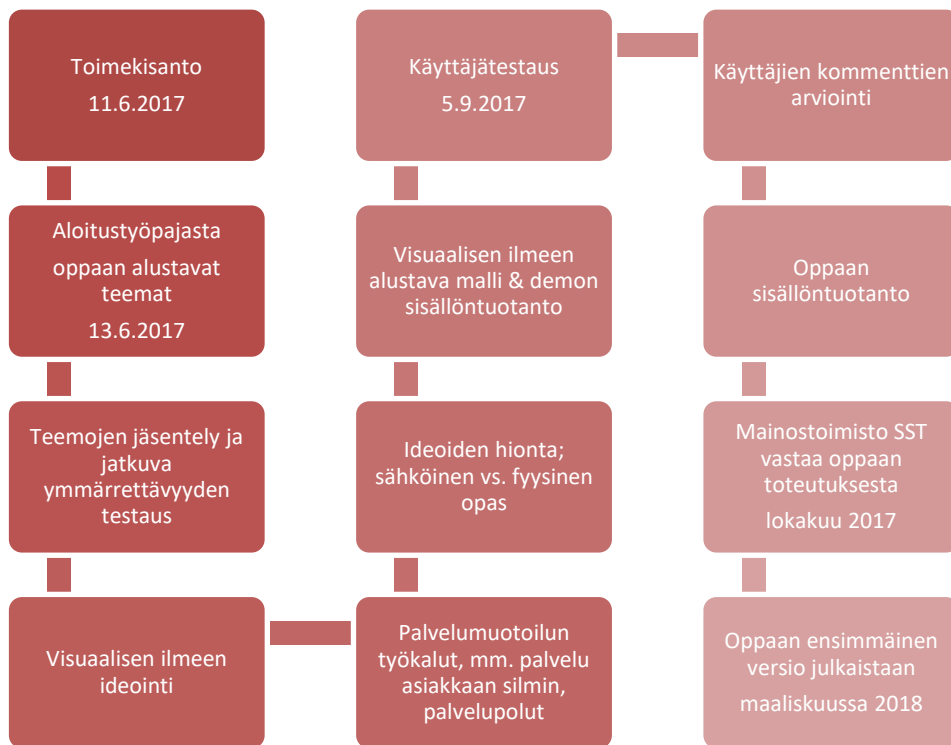 Toimekisanto
11.6.2017
Aloitustyöpajasta
oppaan alustavat
teemat
13.6.2017
Teemojen jäsentely ja
jatkuva
ymmärrettävyyden
testaus
Visuaalisen ilmeen
ideointi
Palvelumuotoilun
työkalut, mm. palvelu
asiakkaan silmin,
palvelupolut
Ideoiden hionta;
sähköinen vs. fyysinen
opas
Visuaalisen ilmeen
alustava malli & demon
sisällöntuotanto
Käyttäjätestaus
5.9.2017
Käyttäjien kommenttien
arviointi
Oppaan
sisällöntuotanto
Mainostoimisto SST
vastaa oppaan
toteutuksesta
lokakuu 2017
Oppaan ensimmäinen
versio julkaistaan
maaliskuussa 2018